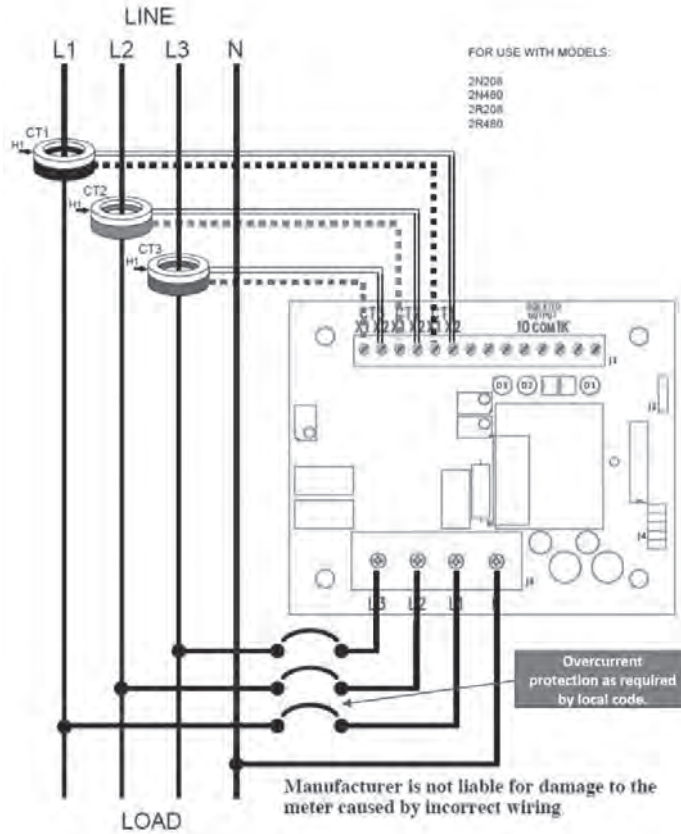 LINE
L1 L2 L3 N
FOR USE WITH MODELS:
2N208
2N480
2R208
2R480
CT1
H1
CT2
H1
CT3
H1
X1 X2 X1 X2 X1 X2
OUTPUT
10 COM 1K
J1
D3 D2 D1
J4
L3 L2 L1
Overcurrent
protection as required
by local code.
Manufacturer is not liable for damage to the
meter caused by incorrect wiring
LOAD